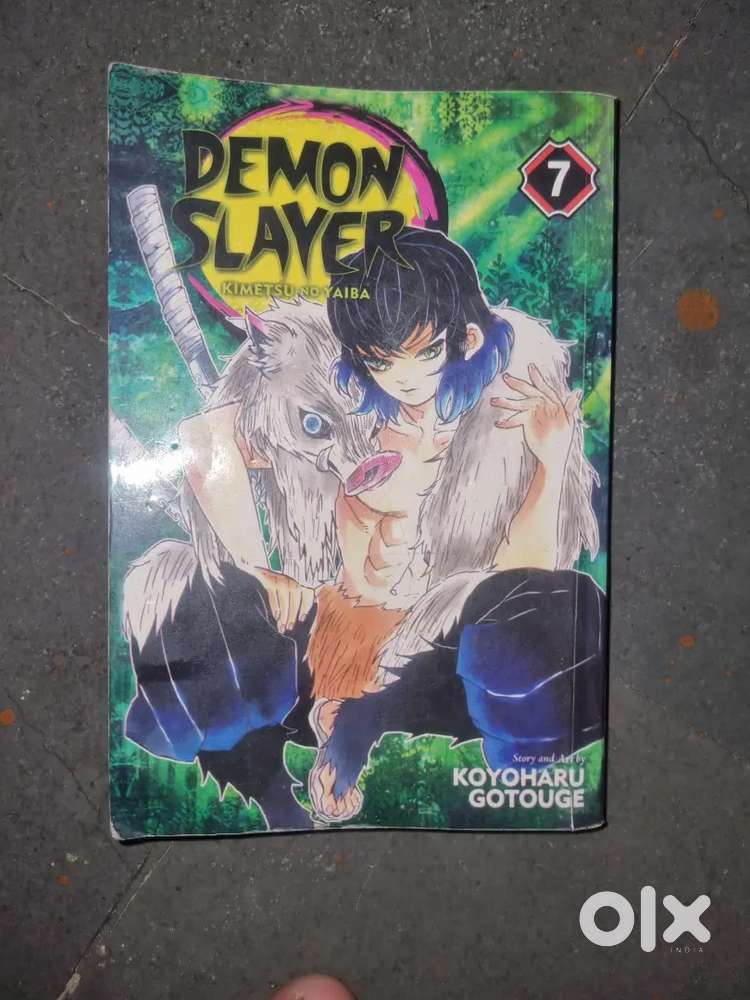 DEMON
SLAYER
KIMETSU NO YAIBA
7
Story and Art by
KOYOHARU
GOTOUGE
olx
INDIA